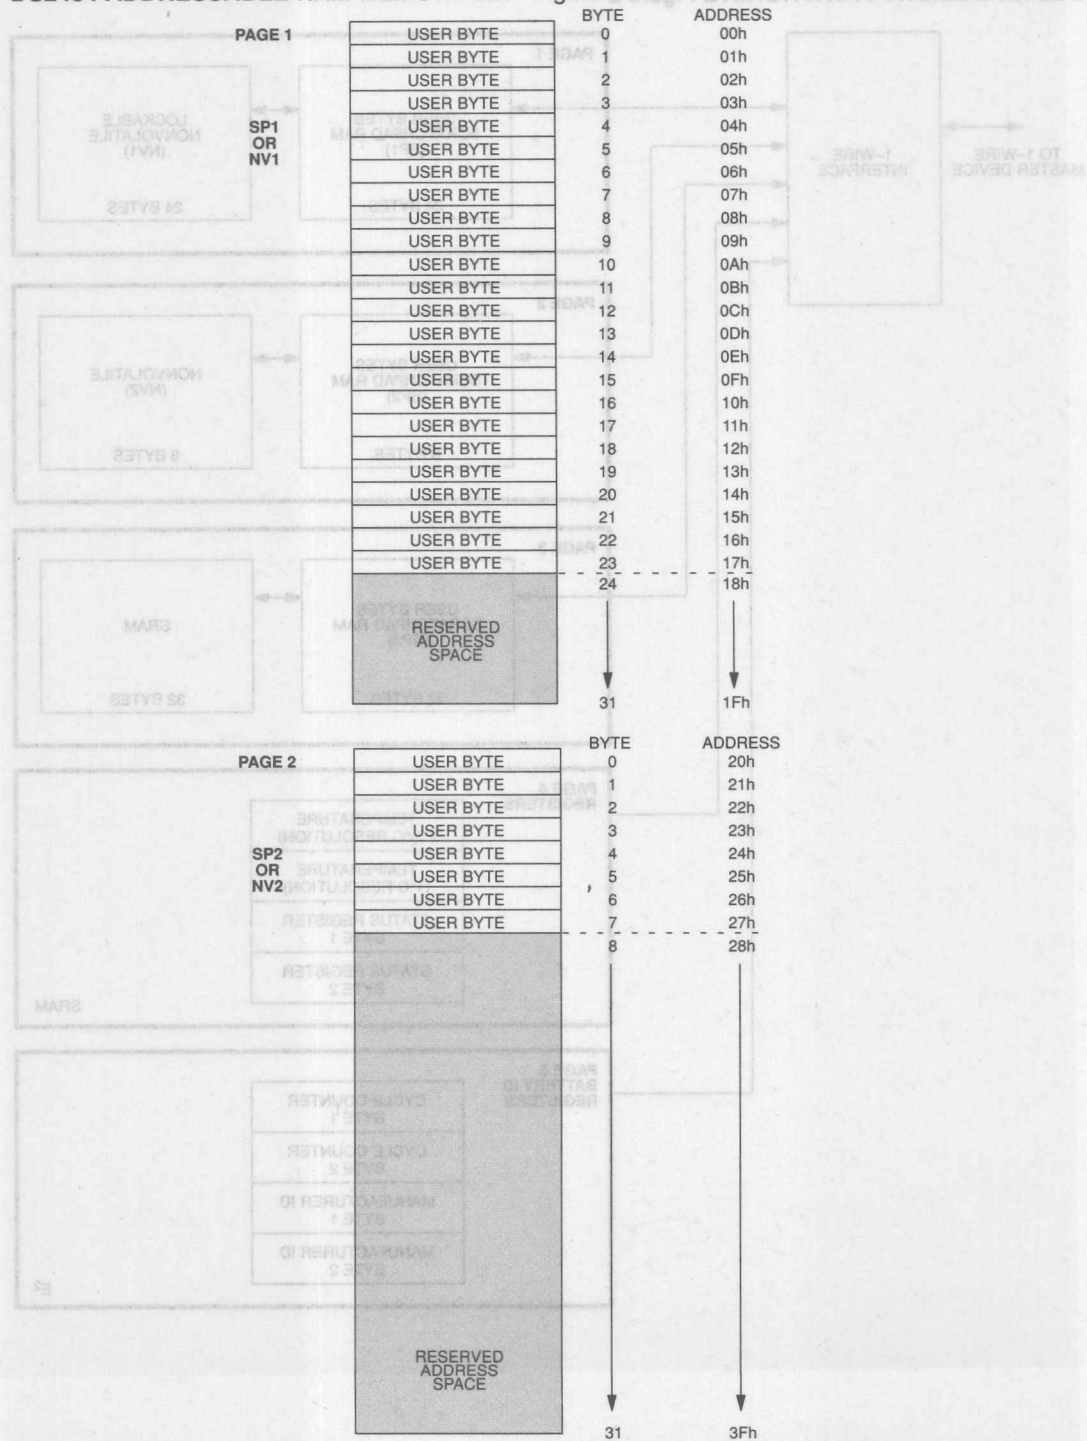 BYTE ADDRESS
PAGE 1 USER BYTE 0 00h
USER BYTE 1 01h
USER BYTE 2 02h
USER BYTE 3 03h
SP1 OR NV1
USER BYTE 4 04h
USER BYTE 5 05h
USER BYTE 6 06h
USER BYTE 7 07h
USER BYTE 8 08h
USER BYTE 9 09h
USER BYTE 10 0Ah
USER BYTE 11 0Bh
USER BYTE 12 0Ch
USER BYTE 13 0Dh
USER BYTE 14 0Eh
USER BYTE 15 0Fh
USER BYTE 16 10h
USER BYTE 17 11h
USER BYTE 18 12h
USER BYTE 19 13h
USER BYTE 20 14h
USER BYTE 21 15h
USER BYTE 22 16h
USER BYTE 23 17h
24 18h
RESERVED
ADDRESS
SPACE
31 1Fh
BYTE ADDRESS
PAGE 2 USER BYTE 0 20h
USER BYTE 1 21h
USER BYTE 2 22h
USER BYTE 3 23h
SP2 OR NV2
USER BYTE 4 24h
USER BYTE 5 25h
USER BYTE 6 26h
USER BYTE 7 27h
8 28h
RESERVED
ADDRESS
SPACE
31 3Fh